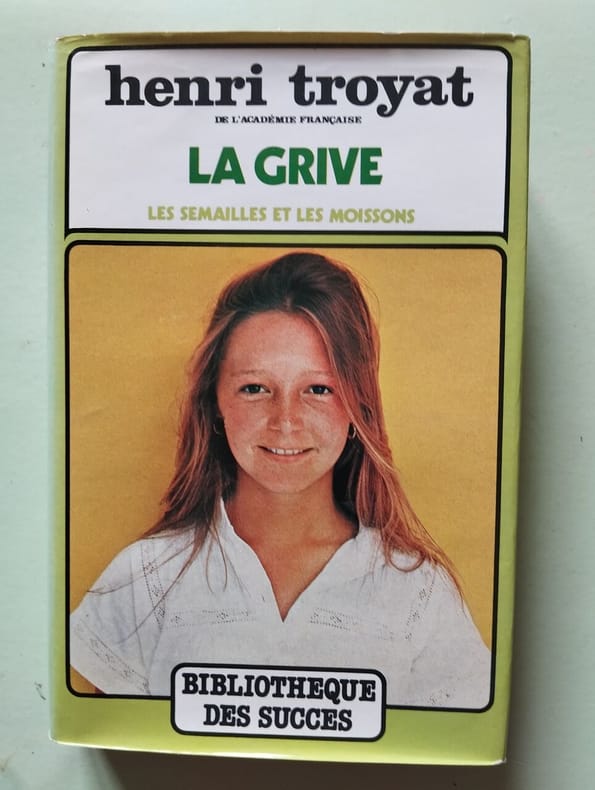 henri troyat
DE L'ACADÉMIE FRANÇAISE
LA GRIVE
LES SEMAILLES ET LES MOISSONS
BIBLIOTHEQUE
DES SUCCES